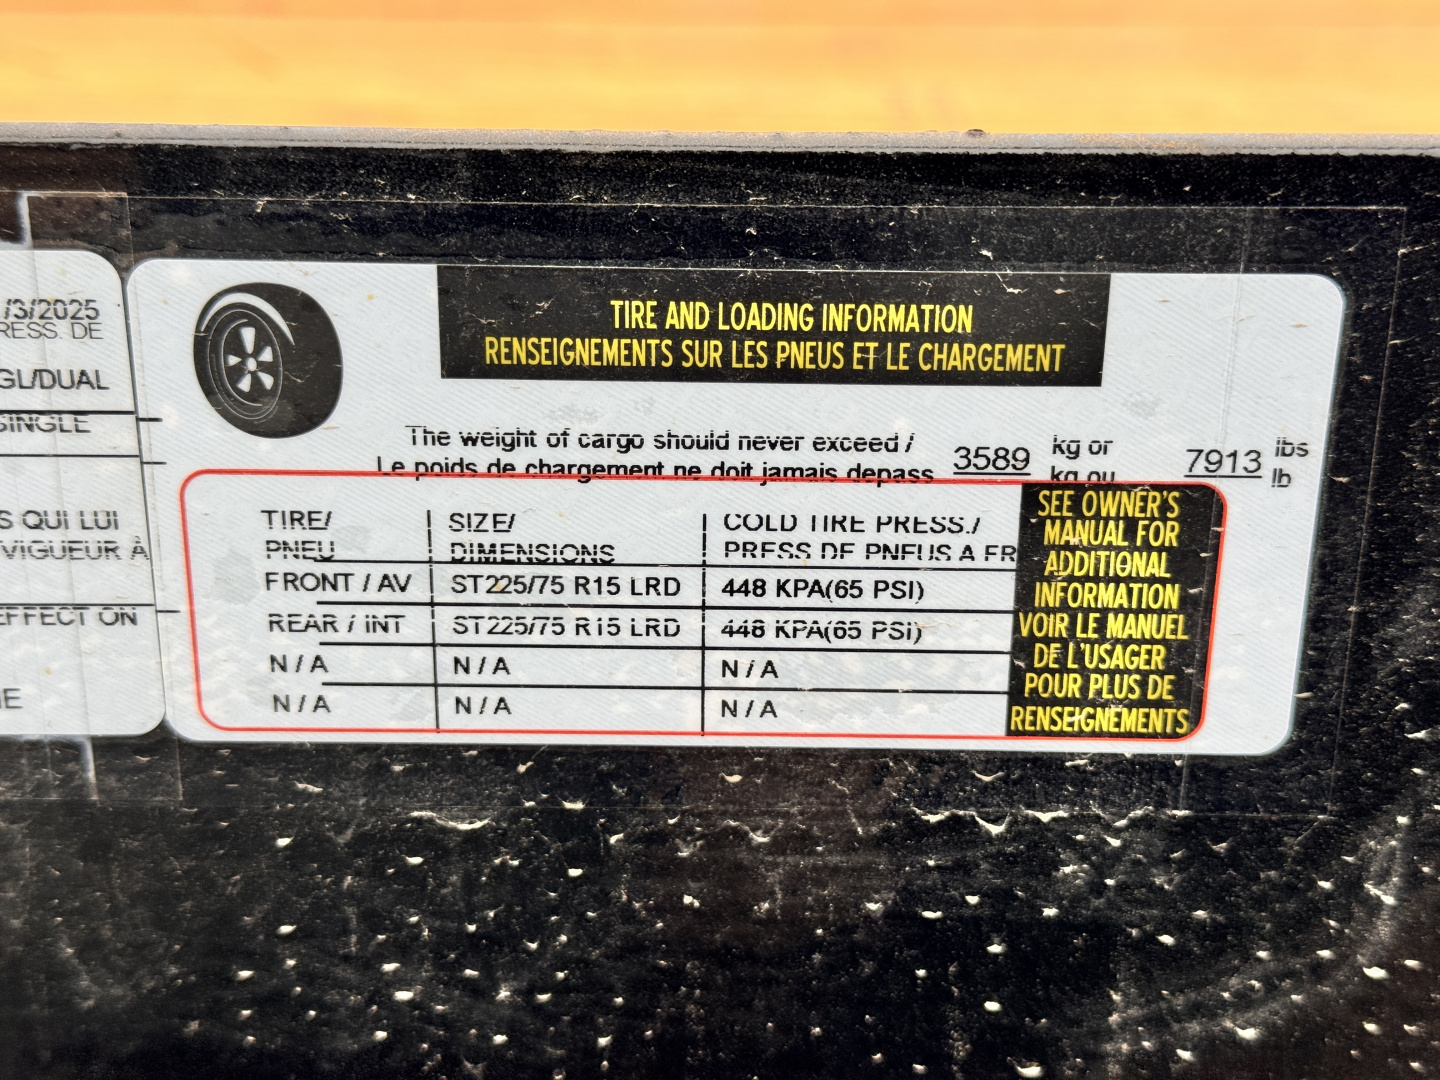 /3/2025
RESS. DE
GL/DUAL
SINGLE
S QUI LUI
VIGUEUR À
EFFECT ON
TIRE AND LOADING INFORMATION
RENSEIGNEMENTS SUR LES PNEUS ET LE CHARGEMENT
The weight of cargo should never exceed / 3589 kg or 7913 lbs
Le poids de chargement ne doit jamais depass kg ou lb
TIRE/ SIZE/ COLD TIRE PRESS./
PNEU DIMENSIONS PRESS DE PNEUS A FR
FRONT / AV ST225/75 R15 LRD 448 KPA(65 PSI)
REAR / INT ST225/75 R15 LRD 448 KPA(65 PSI)
N / A N / A N / A
N / A N / A N / A
SEE OWNER'S
MANUAL FOR
ADDITIONAL
INFORMATION
VOIR LE MANUEL
DE L'USAGER
POUR PLUS DE
RENSEIGNEMENTS